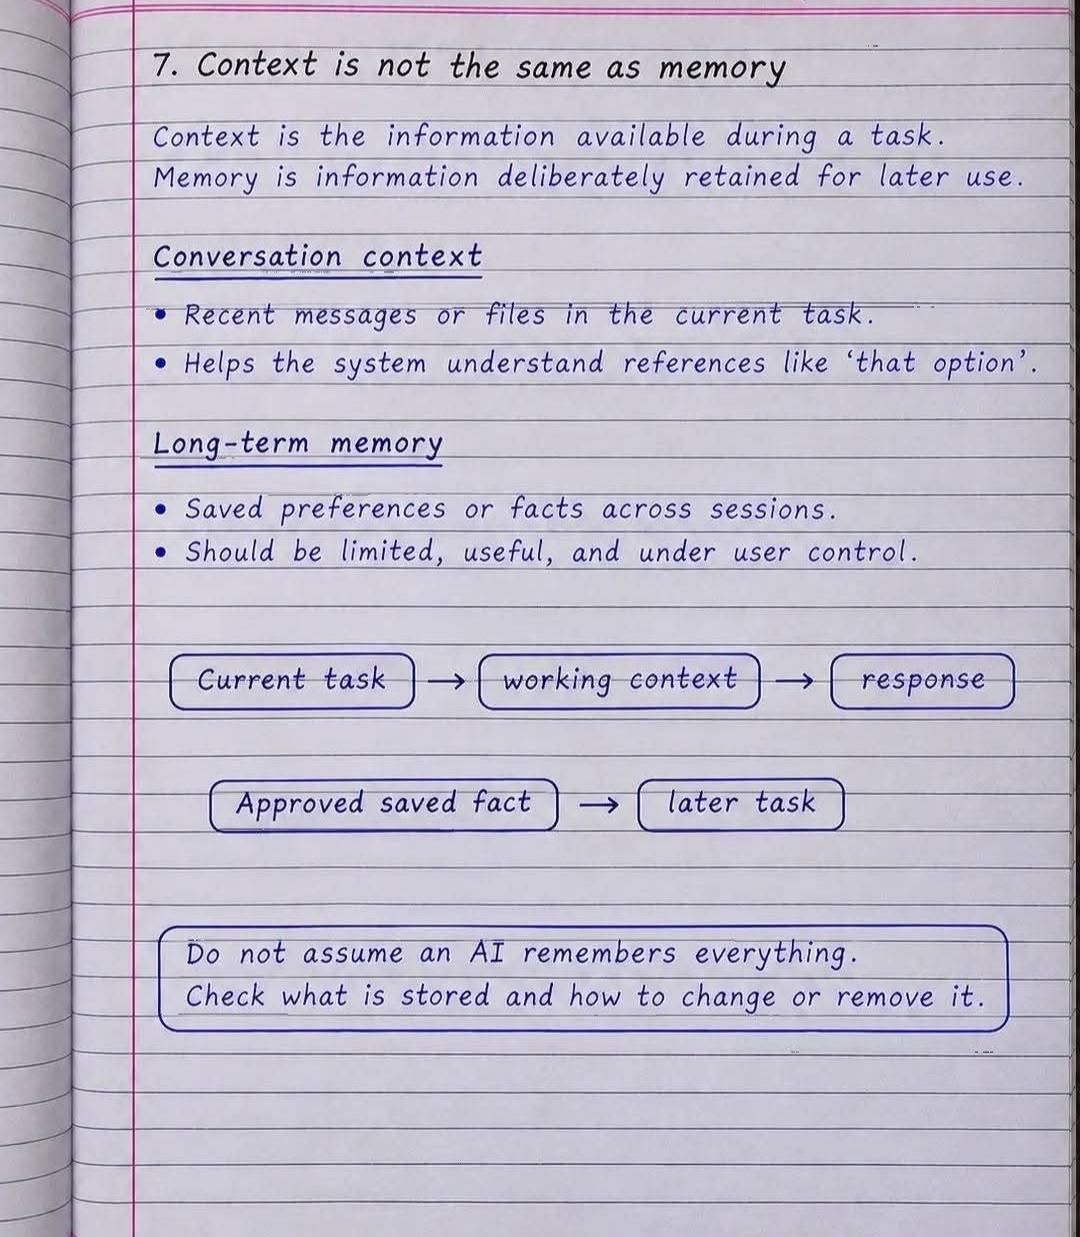 7. Context is not the same as memory
Context is the information available during a task.
Memory is information deliberately retained for later use.
Conversation context
• Recent messages or files in the current task.
• Helps the system understand references like ‘that option’.
Long-term memory
• Saved preferences or facts across sessions.
• Should be limited, useful, and under user control.
Current task → working context → response
Approved saved fact → later task
Do not assume an AI remembers everything.
Check what is stored and how to change or remove it.